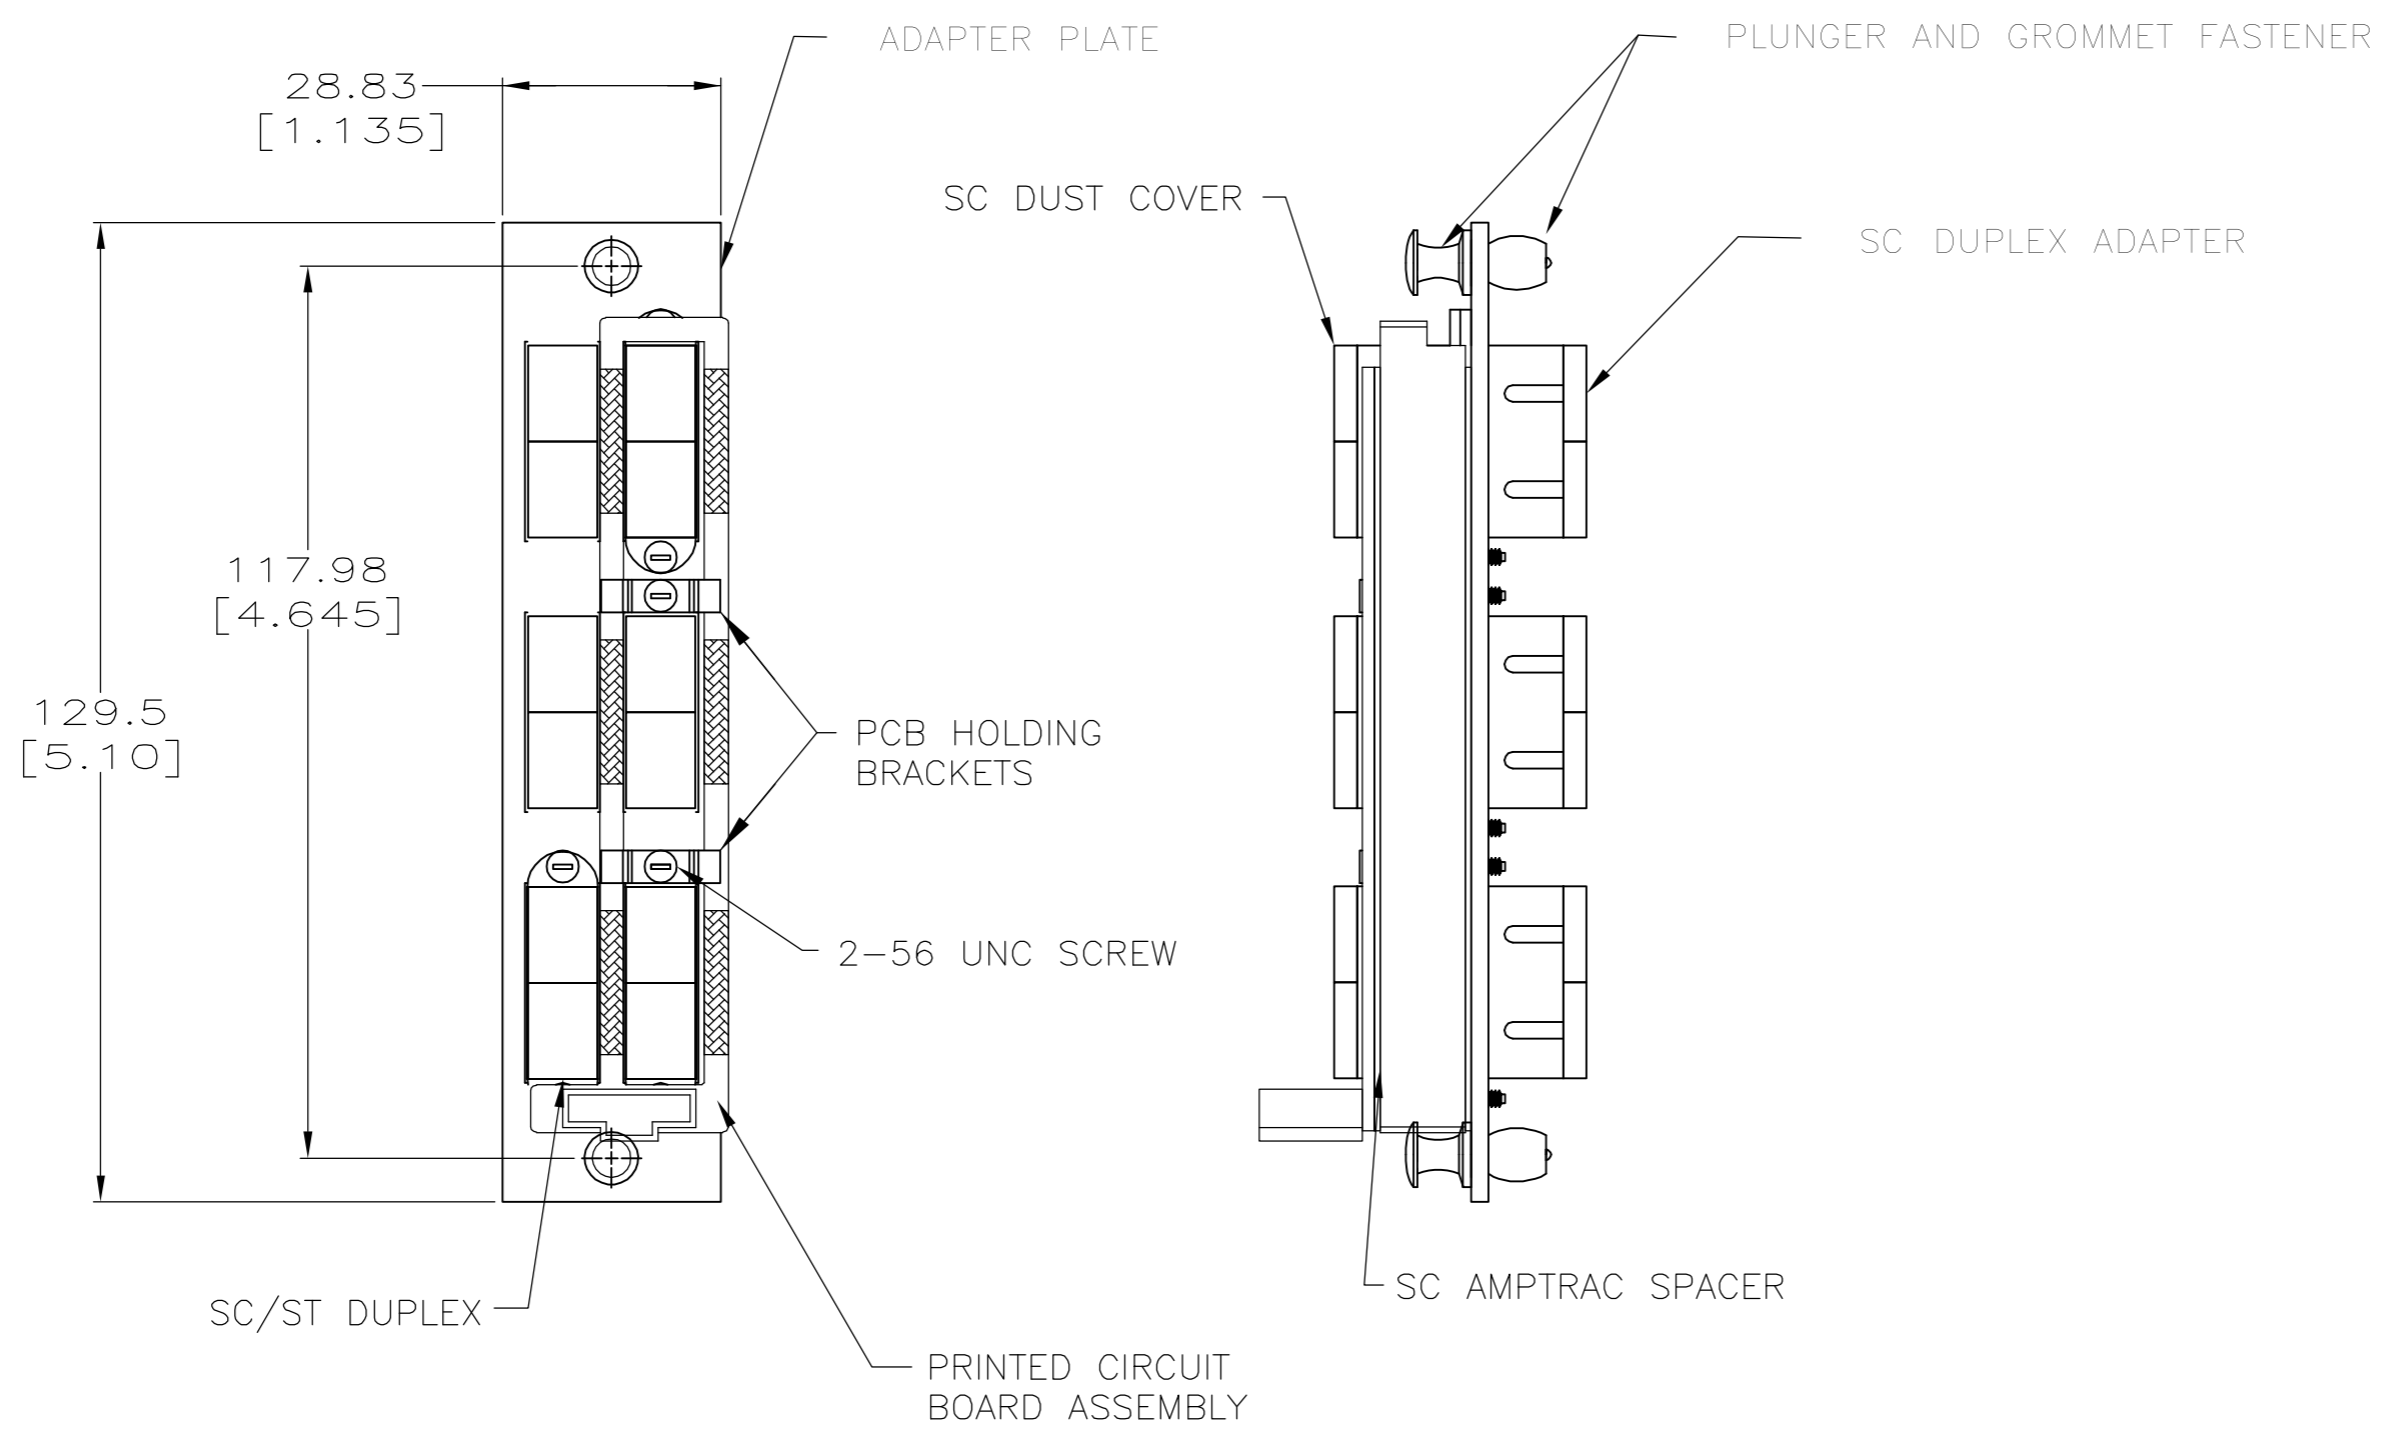 ADAPTER PLATE
PLUNGER AND GROMMET FASTENER
28.83
[1.135]
SC DUST COVER
SC DUPLEX ADAPTER
117.98
[4.645]
129.5
[5.10]
PCB HOLDING
BRACKETS
2-56 UNC SCREW
SC AMPTRAC SPACER
SC/ST DUPLEX
PRINTED CIRCUIT
BOARD ASSEMBLY